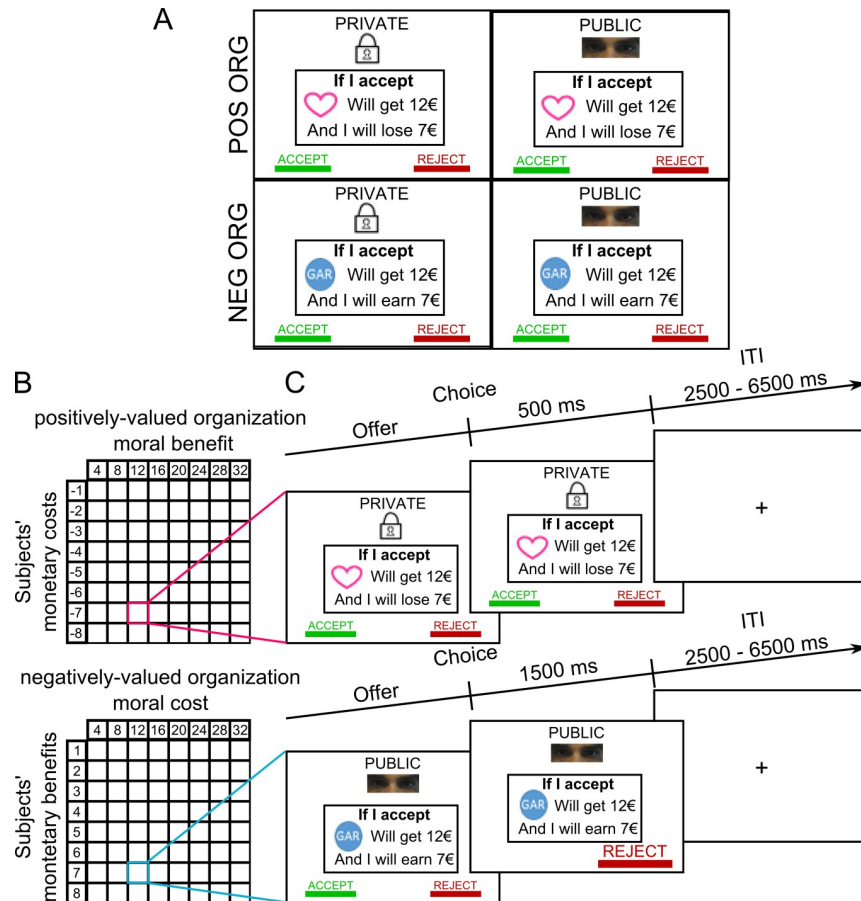 A
PRIVATE
PUBLIC
POS ORG
If I accept
Will get 12€
And I will lose 7€
ACCEPT
REJECT
If I accept
Will get 12€
And I will lose 7€
ACCEPT
REJECT
NEG ORG
PRIVATE
PUBLIC
If I accept
GAR Will get 12€
And I will earn 7€
ACCEPT
REJECT
If I accept
GAR Will get 12€
And I will earn 7€
ACCEPT
REJECT
B
positively-valued organization
moral benefit
4 8 12 16 20 24 28 32
Subjects'
monetary costs
-1
-2
-3
-4
-5
-6
-7
-8
C
Offer
Choice
500 ms
ITI
2500 - 6500 ms
PRIVATE
If I accept
Will get 12€
And I will lose 7€
ACCEPT
REJECT
PRIVATE
If I accept
Will get 12€
And I will lose 7€
ACCEPT
REJECT
+
negatively-valued organization
moral cost
4 8 12 16 20 24 28 32
Subjects'
montetary benefits
1
2
3
4
5
6
7
8
Offer
Choice
1500 ms
ITI
2500 - 6500 ms
PUBLIC
If I accept
GAR Will get 12€
And I will earn 7€
ACCEPT
REJECT
PUBLIC
If I accept
GAR Will get 12€
And I will earn 7€
REJECT
+